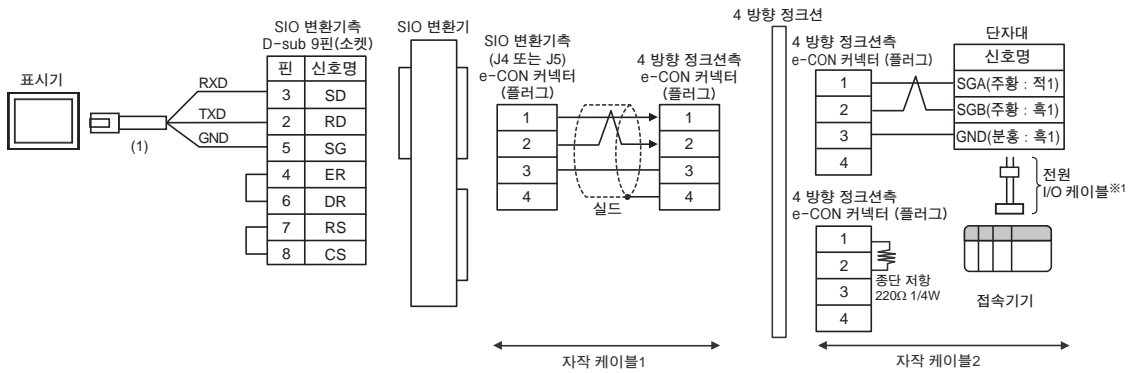 표시기
(1)
RXD
TXD
GND
SIO 변환기측
D-sub 9핀(소켓)
핀 신호명
3 SD
2 RD
5 SG
4 ER
6 DR
7 RS
8 CS
SIO 변환기
SIO 변환기측
(J4 또는 J5)
e-CON 커넥터
(플러그)
1
2
3
4
실드
4 방향 정크션측
e-CON 커넥터
(플러그)
1
2
3
4
자작 케이블1
4 방향 정크션
4 방향 정크션측
e-CON 커넥터 (플러그)
1
2
3
4
단자대
신호명
SGA(주황 : 적1)
SGB(주황 : 흑1)
GND(분홍 : 흑1)
전원
I/O 케이블※1
4 방향 정크션측
e-CON 커넥터 (플러그)
1
2
3
4
종단 저항
220Ω 1/4W
접속기기
자작 케이블2